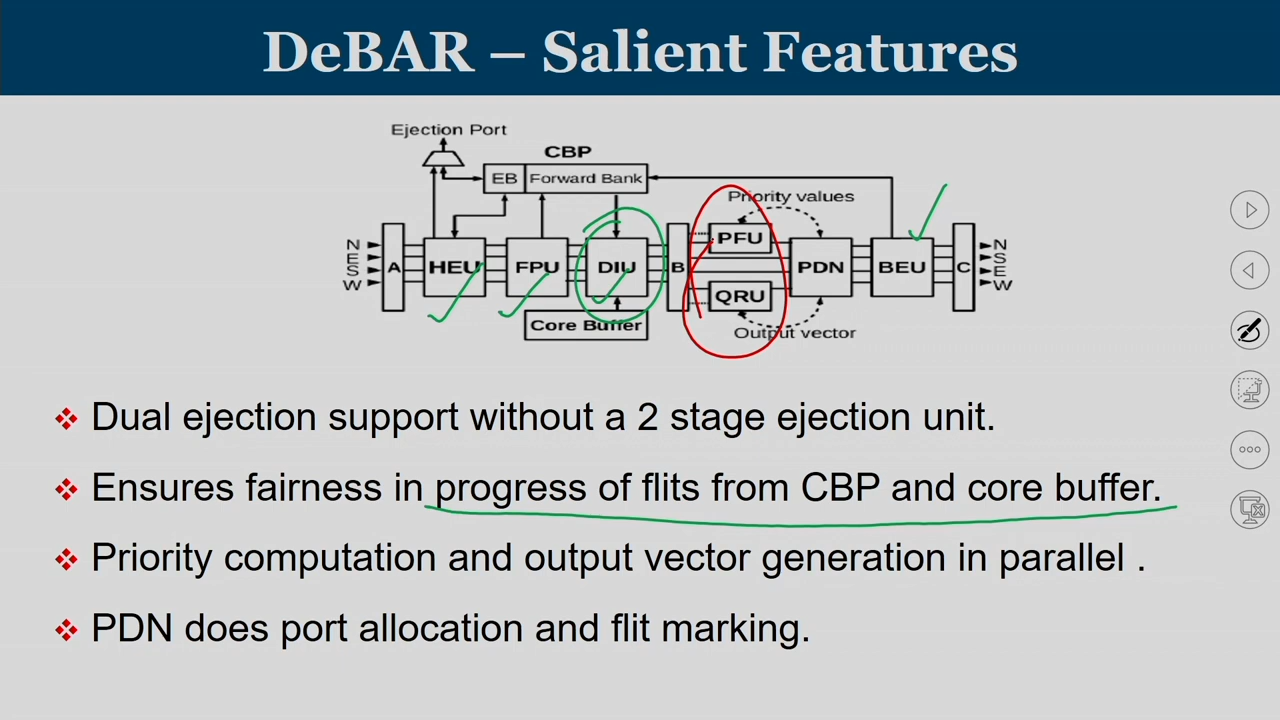 DeBAR – Salient Features
Ejection Port
CBP
EB Forward Bank
Priority values
N
E
S
W
A
HEU
FPU
DIU
B
PFU
QRU
PDN
BEU
C
N
S
E
W
Core Buffer
Output vector
Dual ejection support without a 2 stage ejection unit.
Ensures fairness in progress of flits from CBP and core buffer.
Priority computation and output vector generation in parallel .
PDN does port allocation and flit marking.